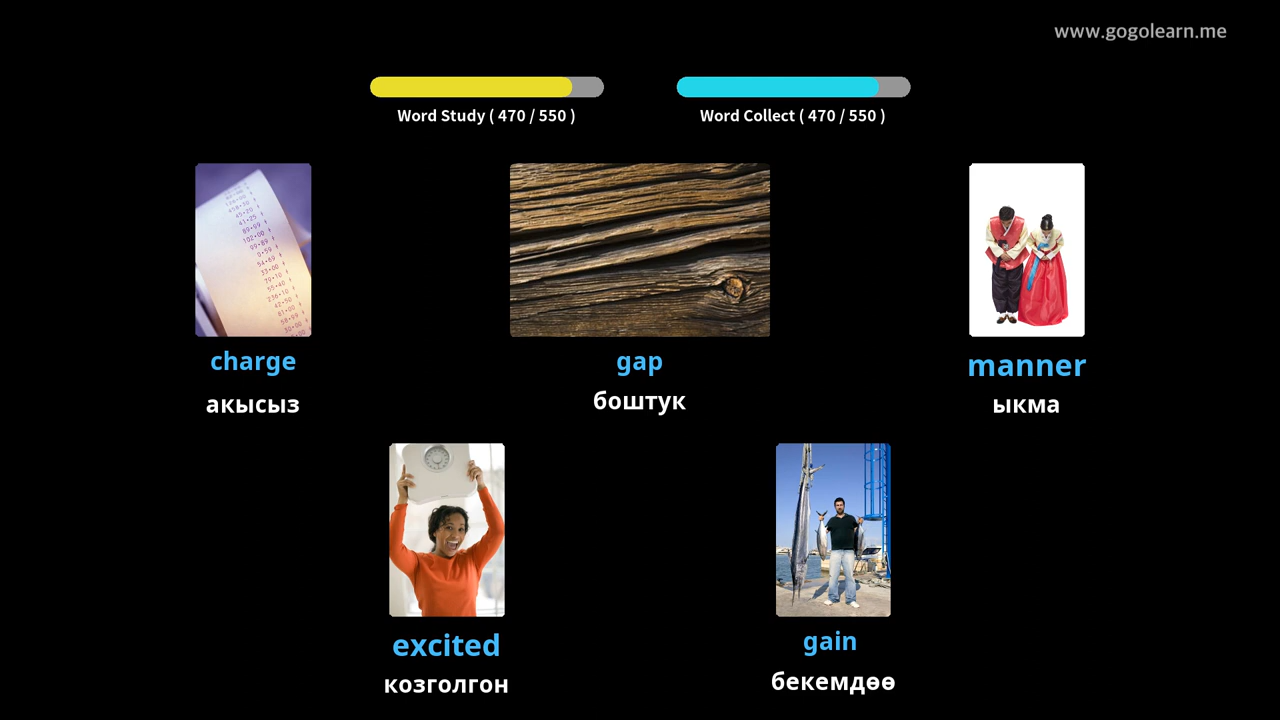 www.gogolearn.me
Word Study ( 470 / 550 )
Word Collect ( 470 / 550 )
charge
gap
manner
акысыз
боштук
ыкма
excited
gain
козголгон
бекемдөө